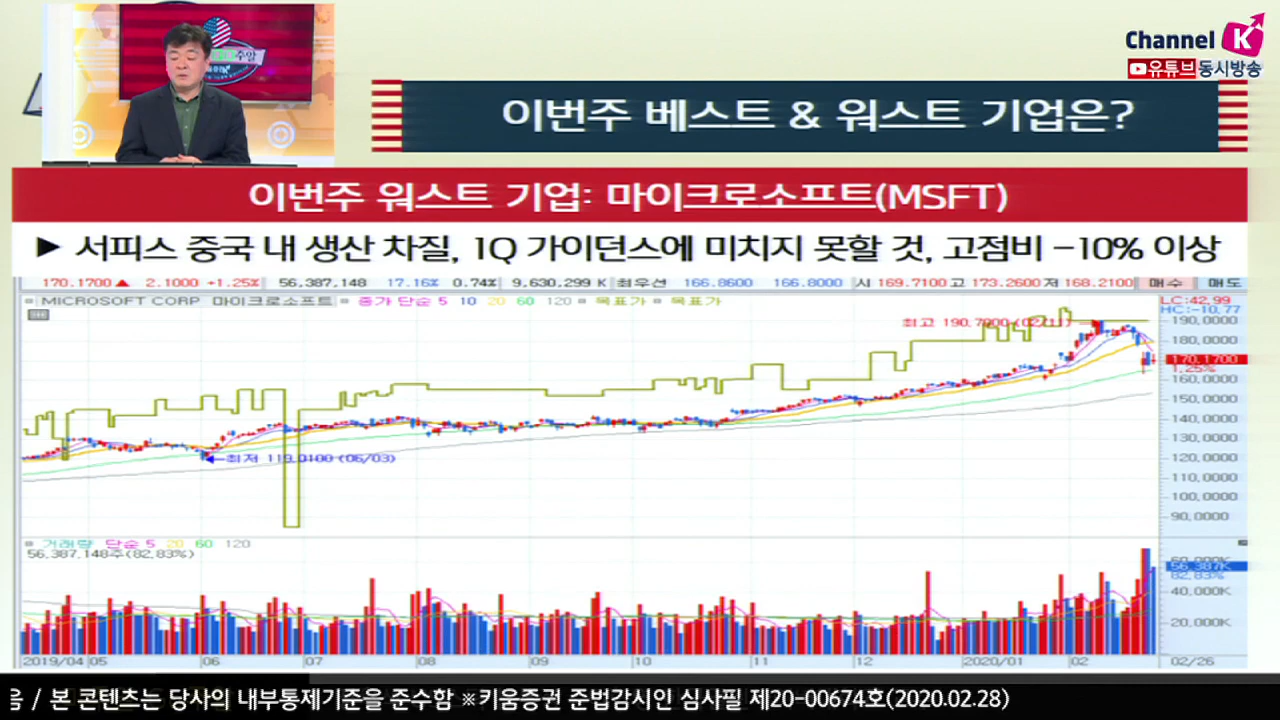 Channel K
유튜브동시방송
이번주 베스트 & 워스트 기업은?
이번주 워스트 기업: 마이크로소프트(MSFT)
▶ 서피스 중국 내 생산 차질, 1Q 가이던스에 미치지 못할 것, 고점비 -10% 이상
170.1700▲ 2.1000 +1.25% 56,387,148 17.16% 0.74% 9,630,299 K 최우선 166.8600 166.8000 시 169.7100 고 173.2600 저 168.2100 매수 매도
MICROSOFT CORP 마이크로소프트 종가 단순 5 10 20 60 120 목표가 목표가
LC:42.99
HC:-10.77
190.0000
180.0000
170.1700
1.25%
160.0000
150.0000
140.0000
130.0000
120.0000
110.0000
100.0000
90.0000
최저 119.0100 (06/03)
거래량 단순 5 20 60 120
56,387,148주(82.83%)
60,000K
56,387K
82.83%
40,000K
20,000K
2019/04 05 06 07 08 09 10 11 12 2020/01 02 02/26
음 / 본 콘텐츠는 당사의 내부통제기준을 준수함 ※키움증권 준법감시인 심사필 제20-00674호(2020.02.28)